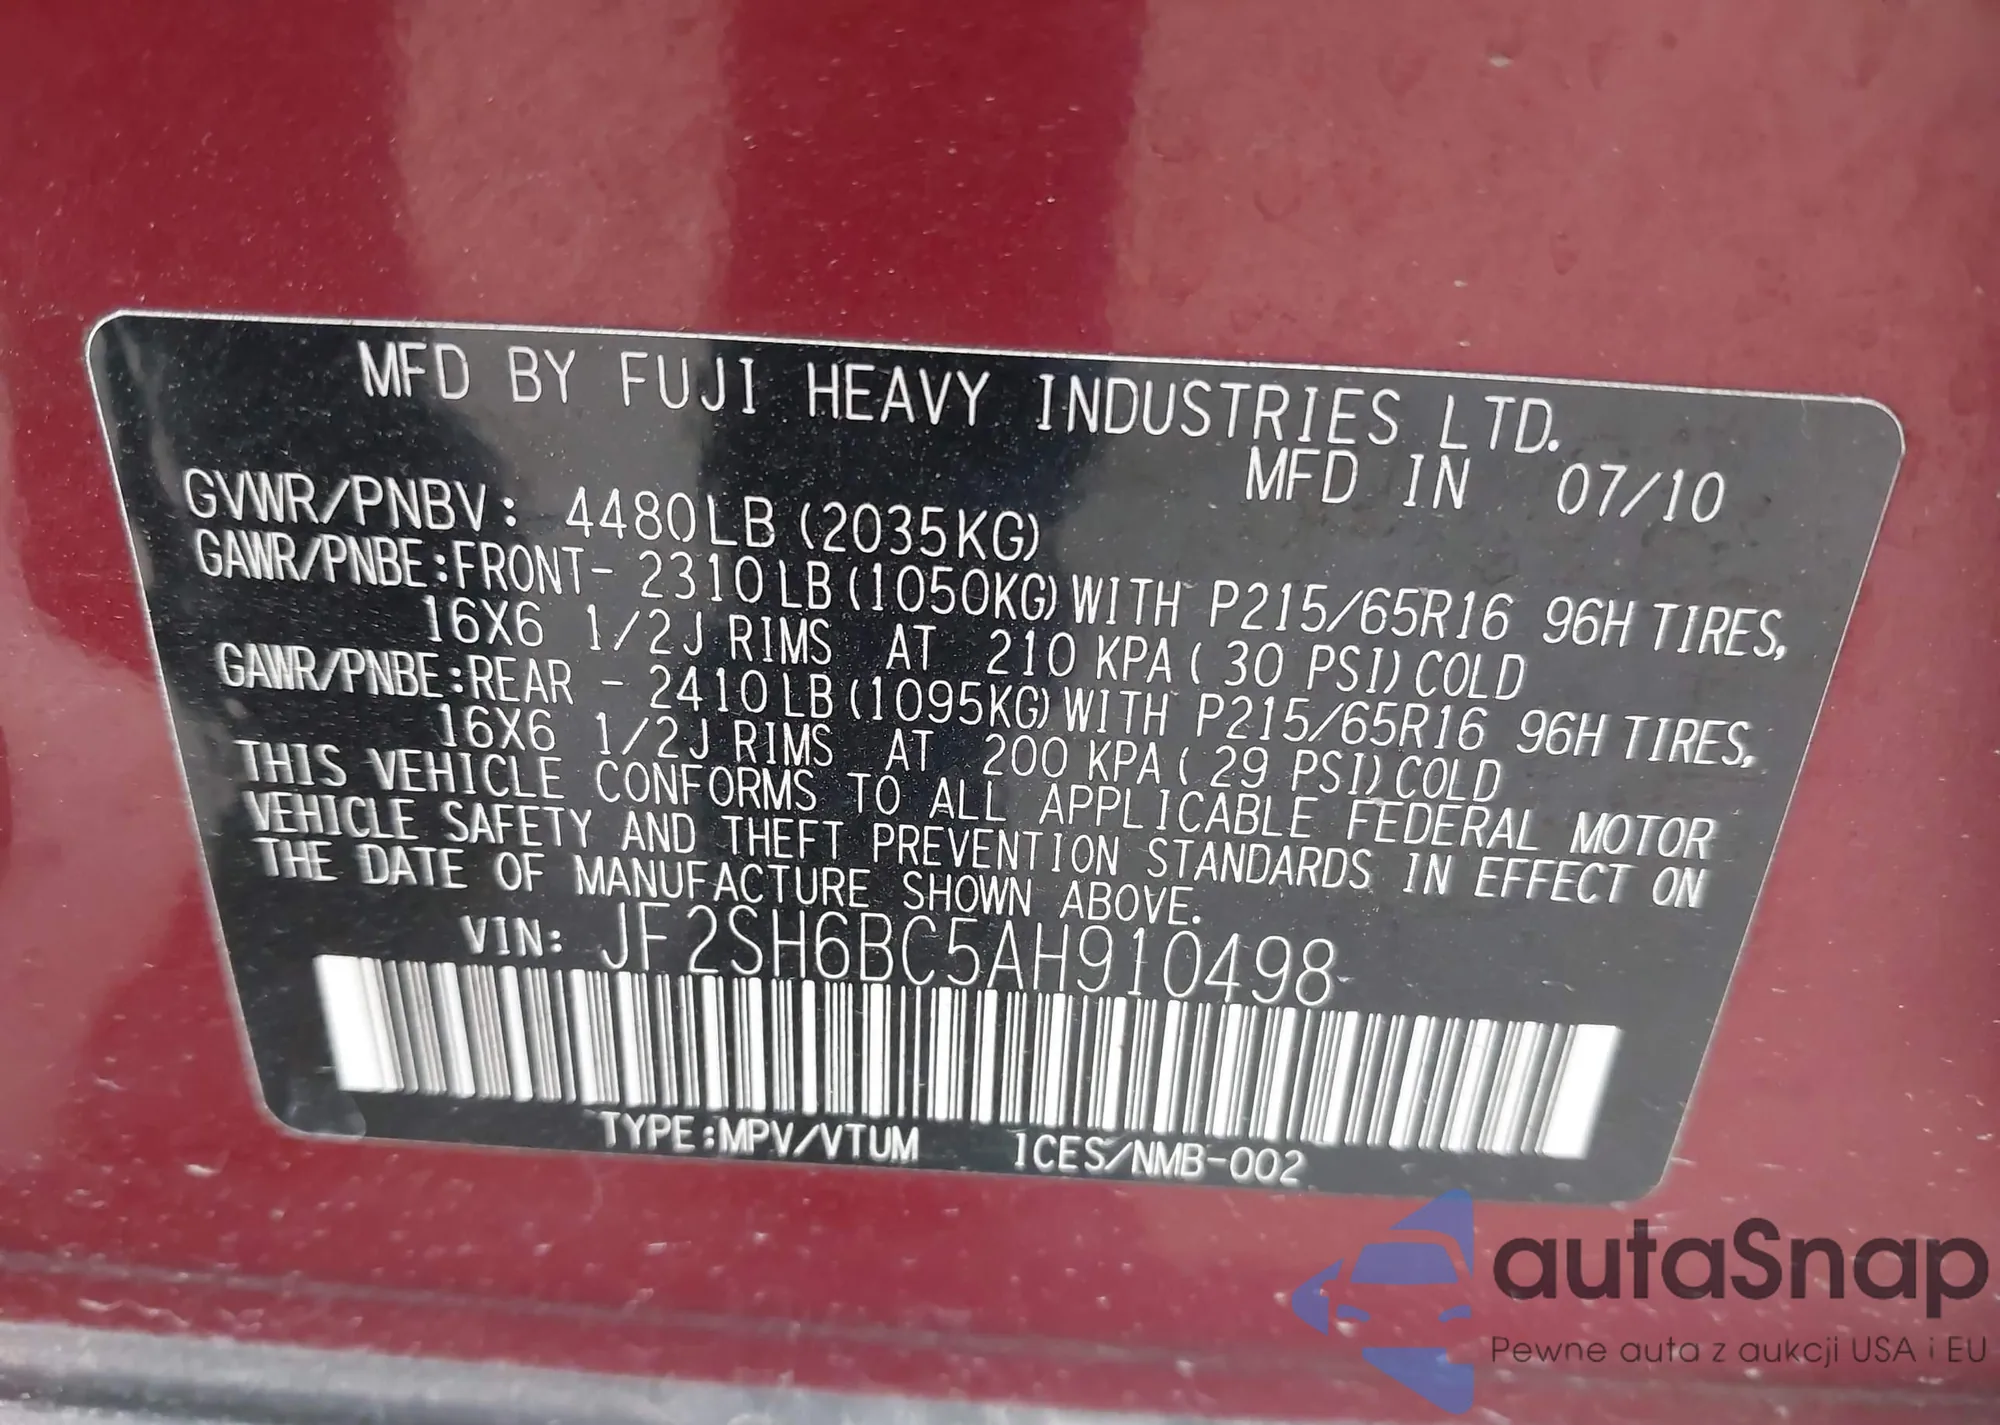 MFD BY FUJI HEAVY INDUSTRIES LTD.
MFD IN 07/10
GVWR/PNBV: 4480LB (2035KG)
GAWR/PNBE:FRONT- 2310LB(1050KG)WITH P215/65R16 96H TIRES,
16X6 1/2J RIMS AT 210 KPA( 30 PSI)COLD
GAWR/PNBE:REAR - 2410LB(1095KG)WITH P215/65R16 96H TIRES,
16X6 1/2J RIMS AT 200 KPA( 29 PSI)COLD
THIS VEHICLE CONFORMS TO ALL APPLICABLE FEDERAL MOTOR
VEHICLE SAFETY AND THEFT PREVENTION STANDARDS IN EFFECT ON
THE DATE OF MANUFACTURE SHOWN ABOVE.
VIN: JF2SH6BC5AH910498
TYPE:MPV/VTUM ICES/NMB-002
autaSnap
Pewne auta z aukcji USA i EU